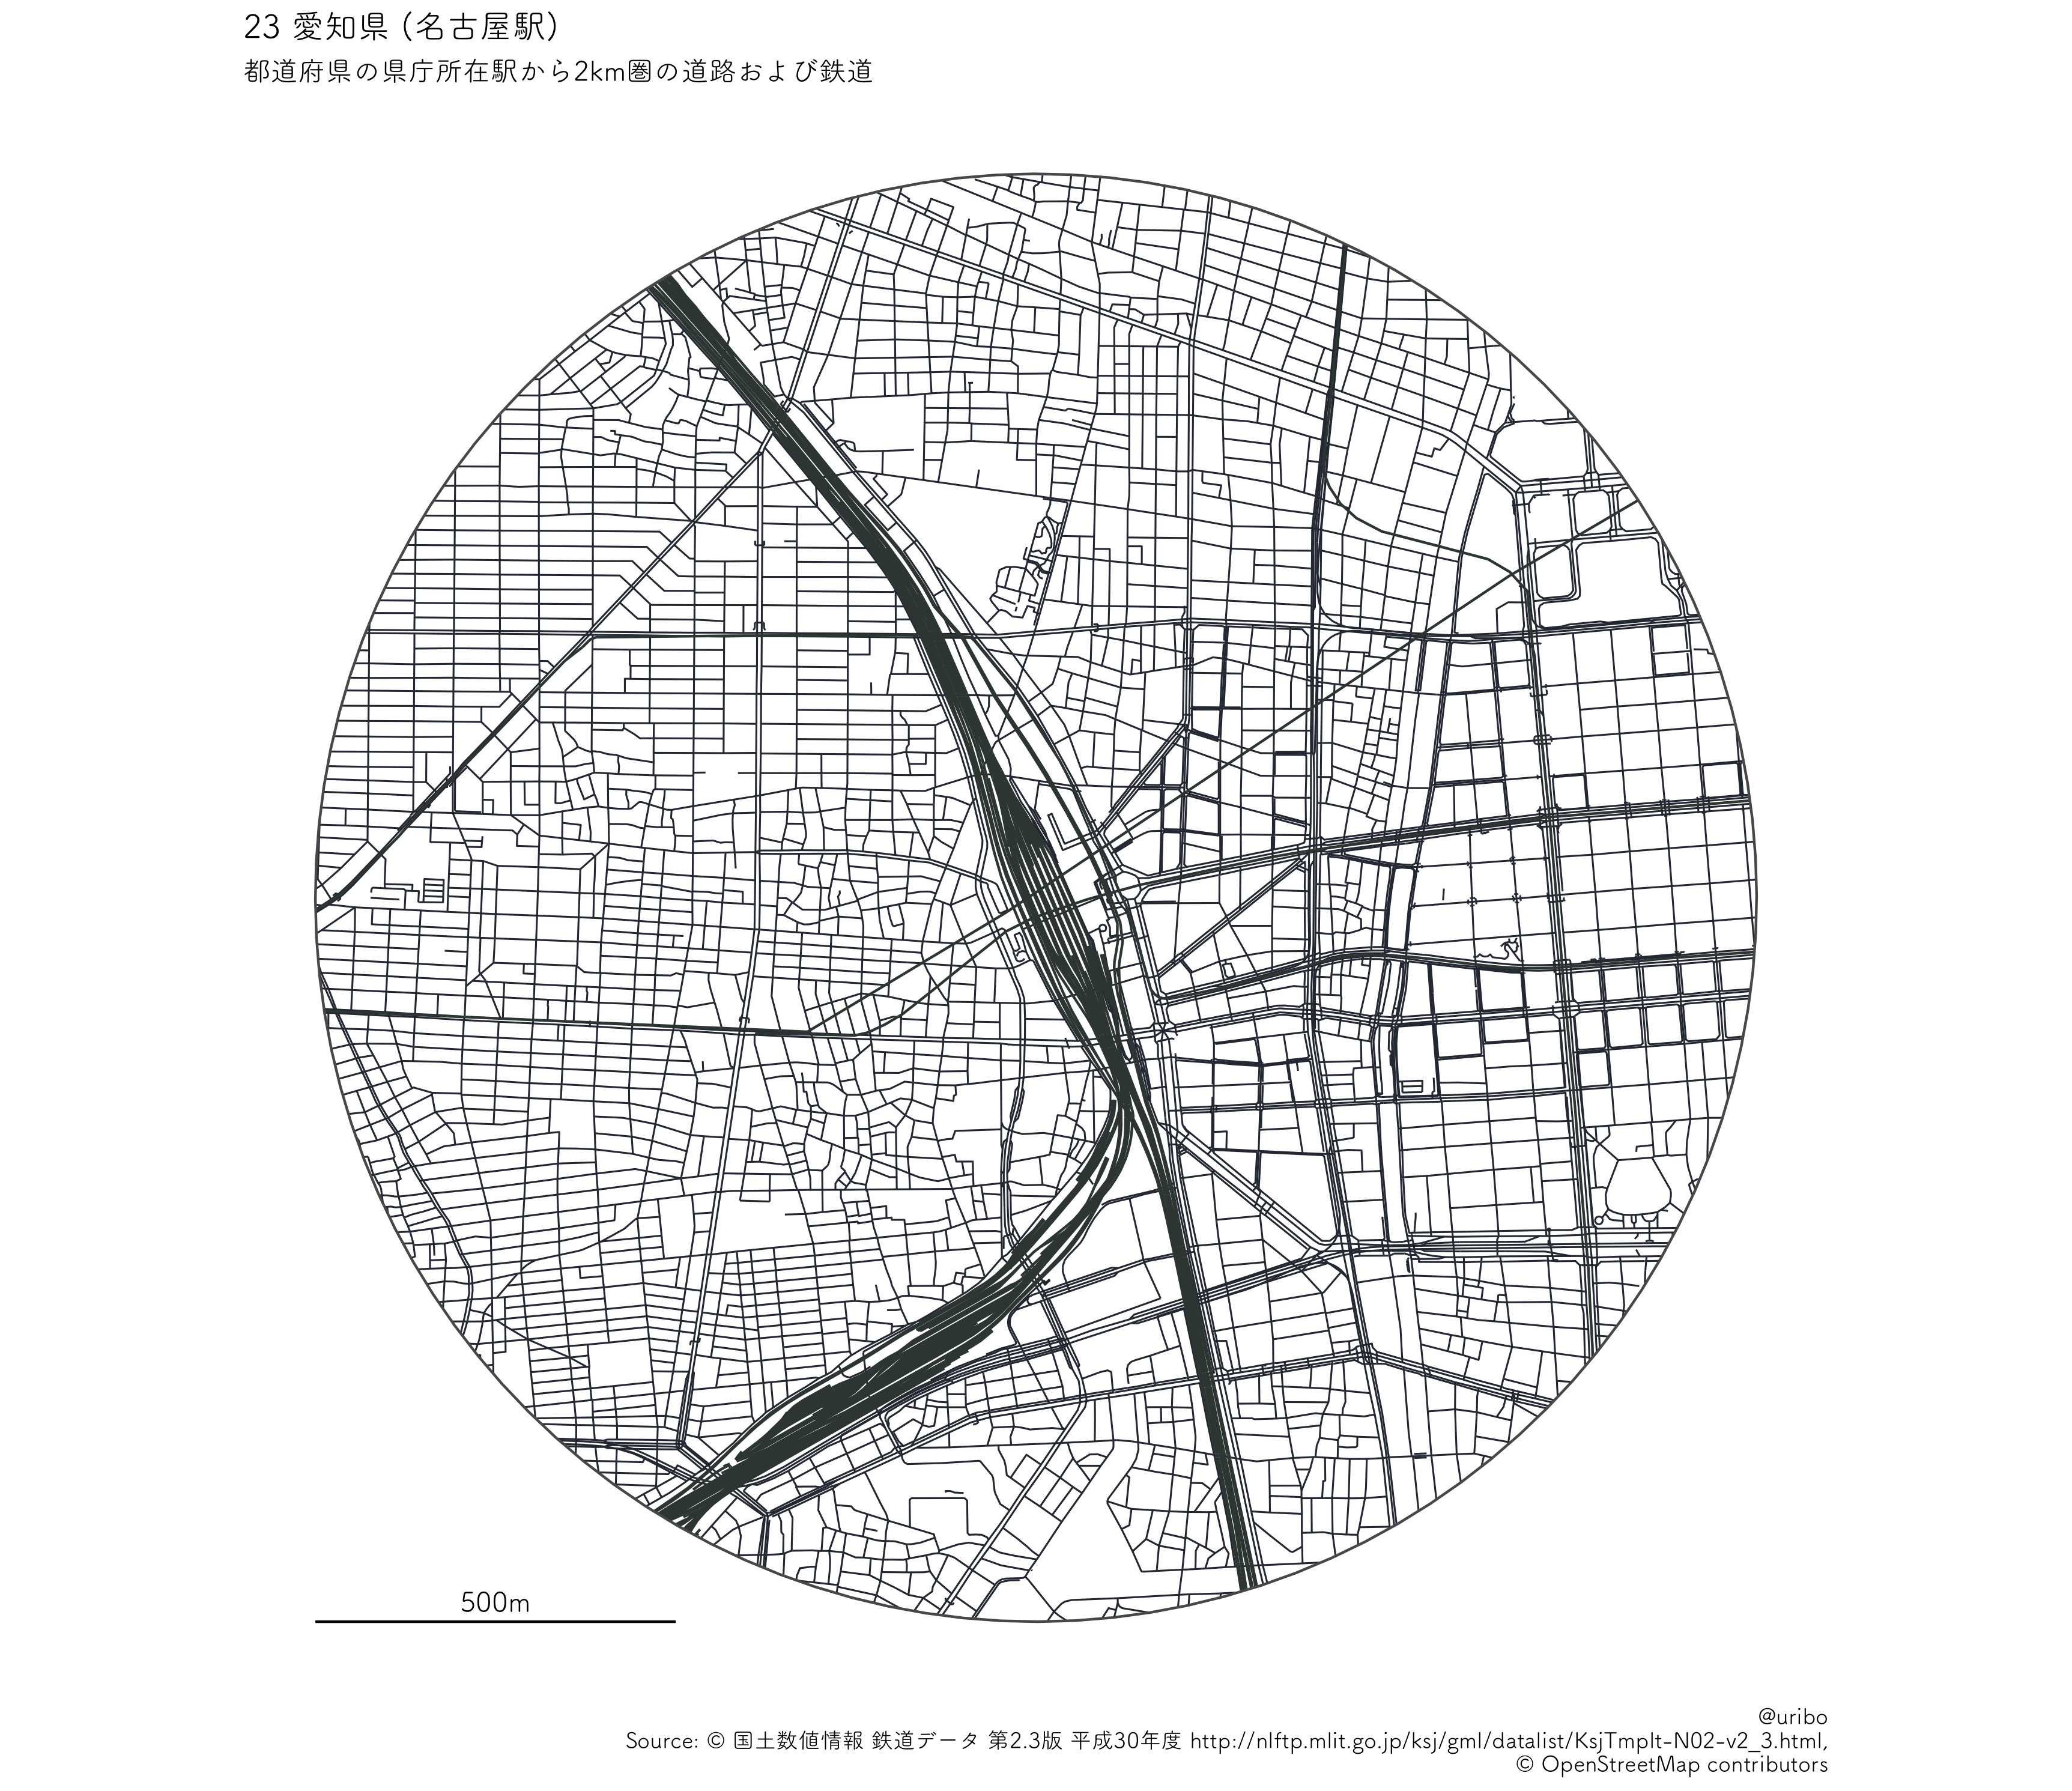 23 愛知県 (名古屋駅)
都道府県の県庁所在駅から2km圏の道路および鉄道
500m
@uribo
Source: © 国土数値情報 鉄道データ 第2.3版 平成30年度 http://nlftp.mlit.go.jp/ksj/gml/datalist/KsjTmplt-N02-v2_3.html,
© OpenStreetMap contributors